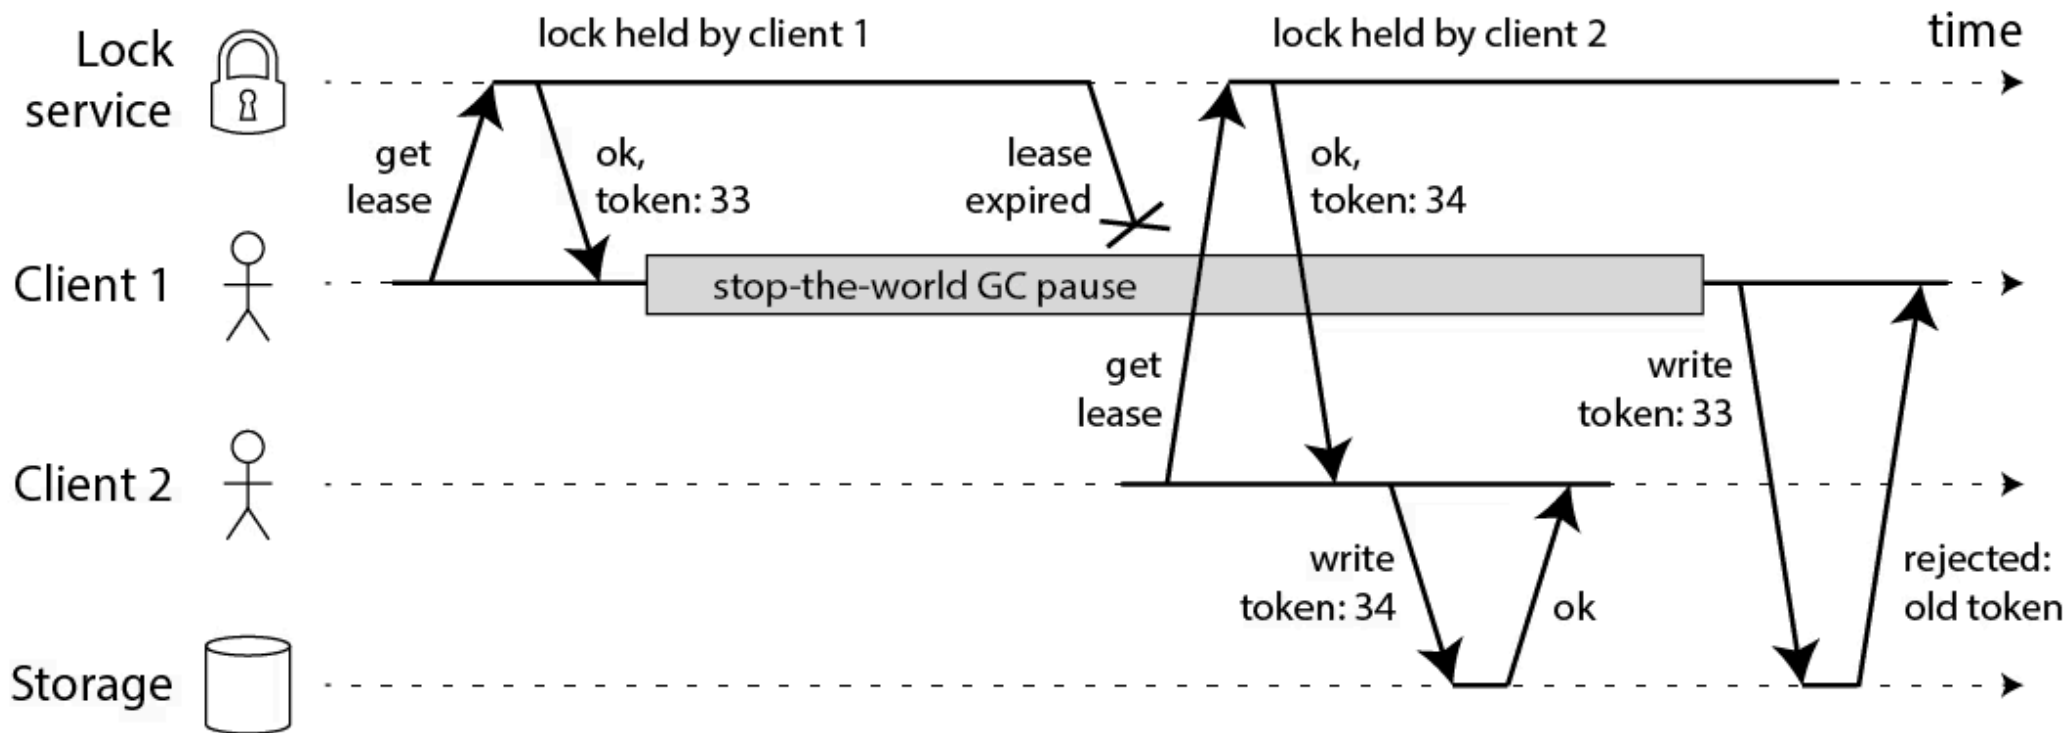 Lock
service
lock held by client 1
lock held by client 2
time
get
lease
ok,
token: 33
lease
expired
ok,
token: 34
Client 1
stop-the-world GC pause
get
lease
write
token: 33
Client 2
write
token: 34
ok
rejected:
old token
Storage